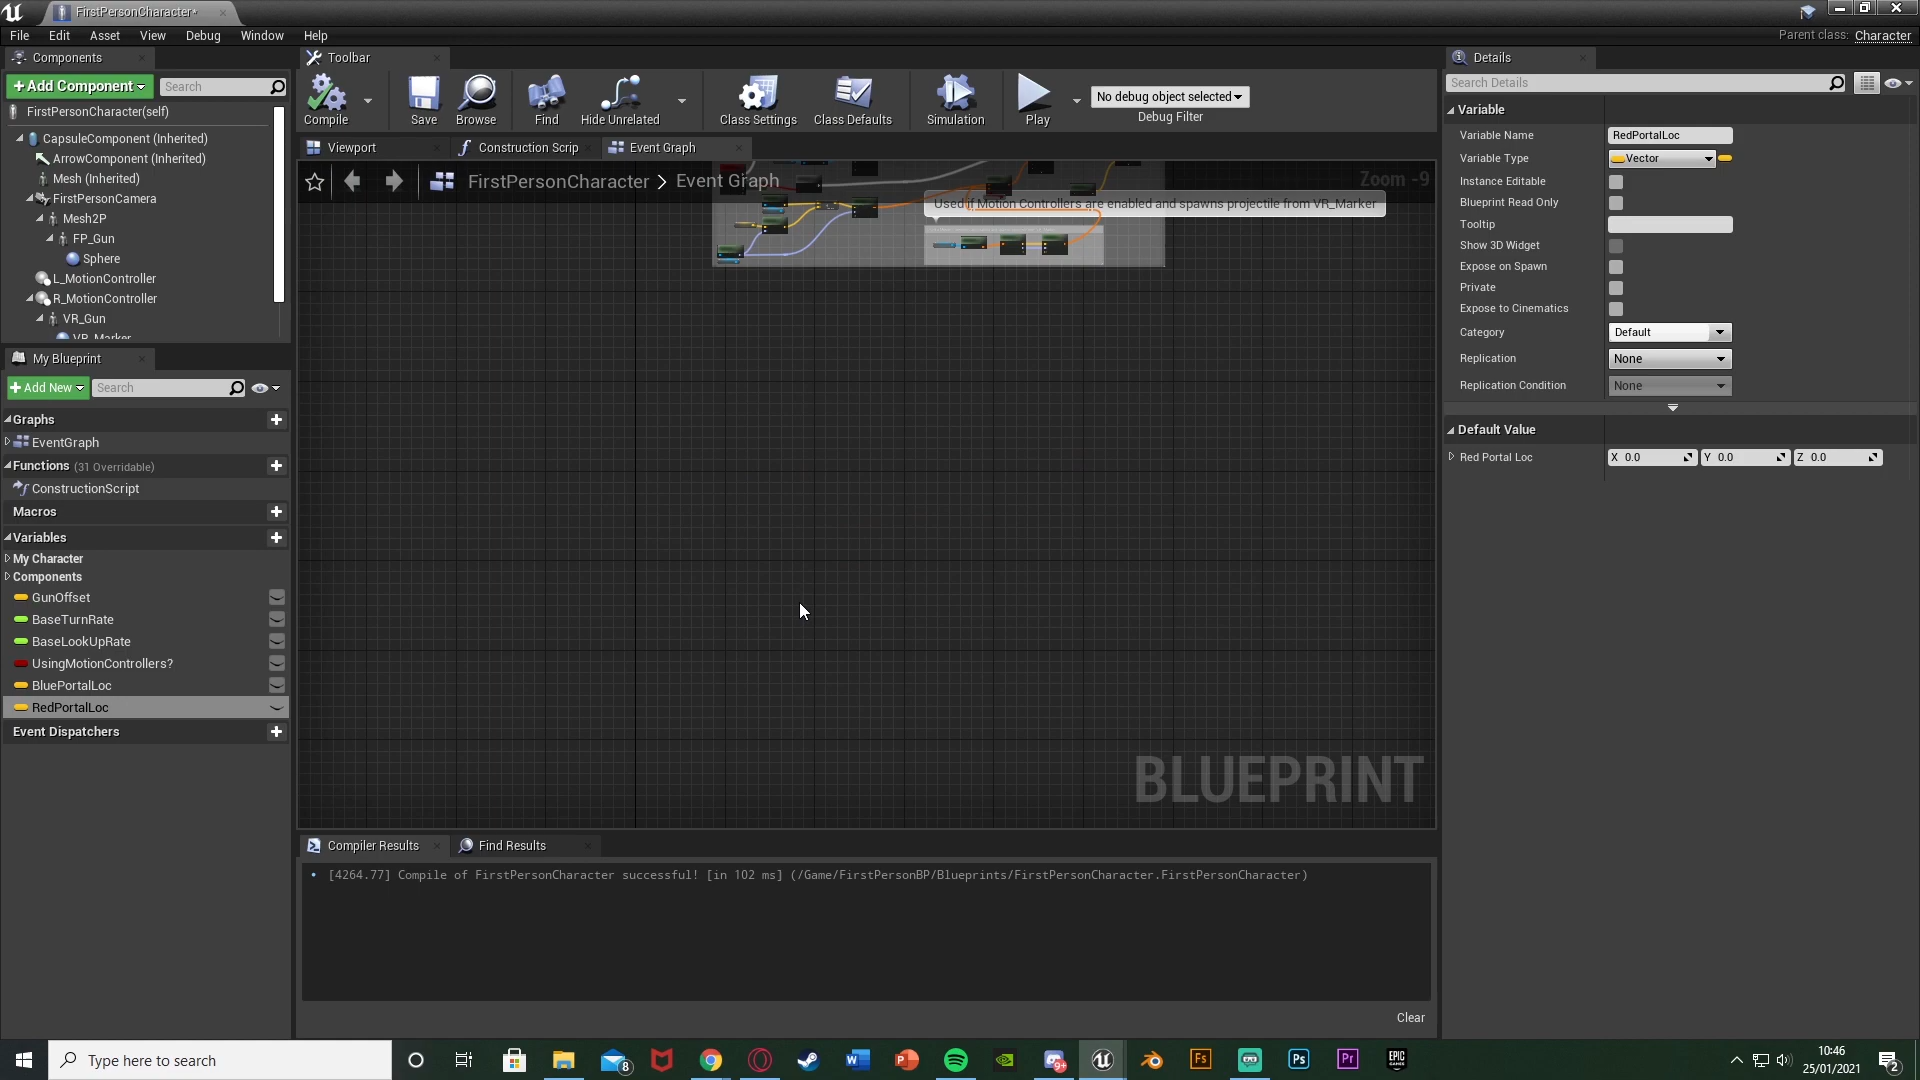 FirstPersonCharacter*
File Edit Asset View Debug Window Help
Parent class: Character
Components
Toolbar
Details
+ Add Component
Search
FirstPersonCharacter(self)
CapsuleComponent (Inherited)
ArrowComponent (Inherited)
Mesh (Inherited)
FirstPersonCamera
Mesh2P
FP_Gun
Sphere
L_MotionController
R_MotionController
VR_Gun
VR_Marker
Compile
Save
Browse
Find
Hide Unrelated
Class Settings
Class Defaults
Simulation
Play
No debug object selected
Debug Filter
Viewport
Construction Scrip
Event Graph
FirstPersonCharacter > Event Graph
Zoom -9
Used if Motion Controllers are enabled and spawns projectile from VR_Marker
BLUEPRINT
My Blueprint
+ Add New
Search
Graphs
EventGraph
Functions (31 Overridable)
ConstructionScript
Macros
Variables
My Character
Components
GunOffset
BaseTurnRate
BaseLookUpRate
UsingMotionControllers?
BluePortalLoc
RedPortalLoc
Event Dispatchers
Search Details
Variable
Variable Name RedPortalLoc
Variable Type Vector
Instance Editable
Blueprint Read Only
Tooltip
Show 3D Widget
Expose on Spawn
Private
Expose to Cinematics
Category Default
Replication None
Replication Condition None
Default Value
Red Portal Loc X 0.0 Y 0.0 Z 0.0
Compiler Results
Find Results
[4264.77] Compile of FirstPersonCharacter successful! [in 102 ms] (/Game/FirstPersonBP/Blueprints/FirstPersonCharacter.FirstPersonCharacter)
Clear
Type here to search
10:46
25/01/2021